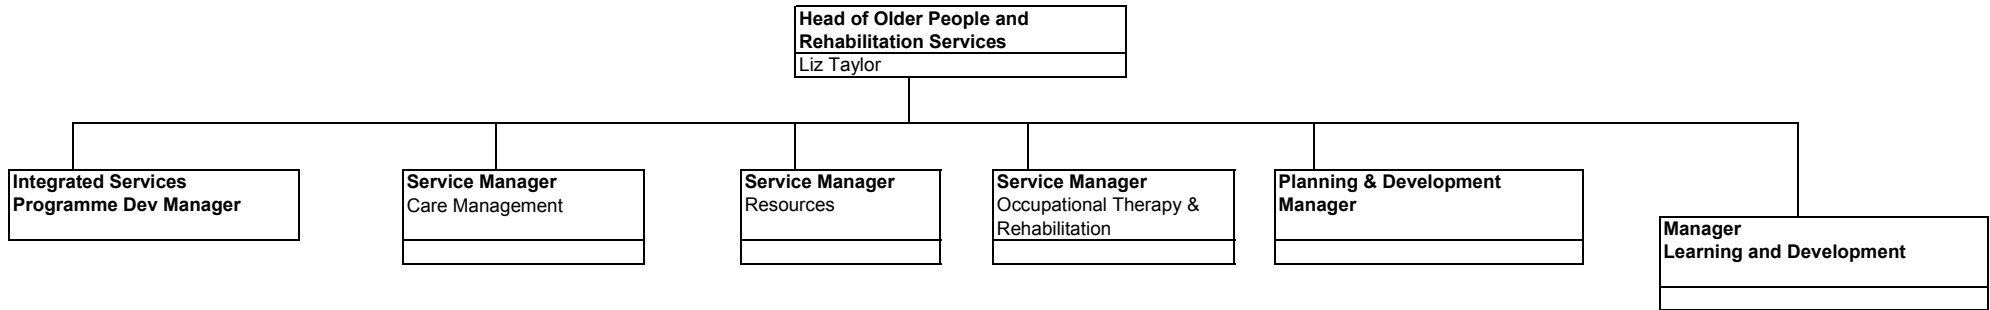 Head of Older People and
Rehabilitation Services
Liz Taylor
Integrated Services
Programme Dev Manager
Service Manager
Care Management
Service Manager
Resources
Service Manager
Occupational Therapy &
Rehabilitation
Planning & Development
Manager
Manager
Learning and Development